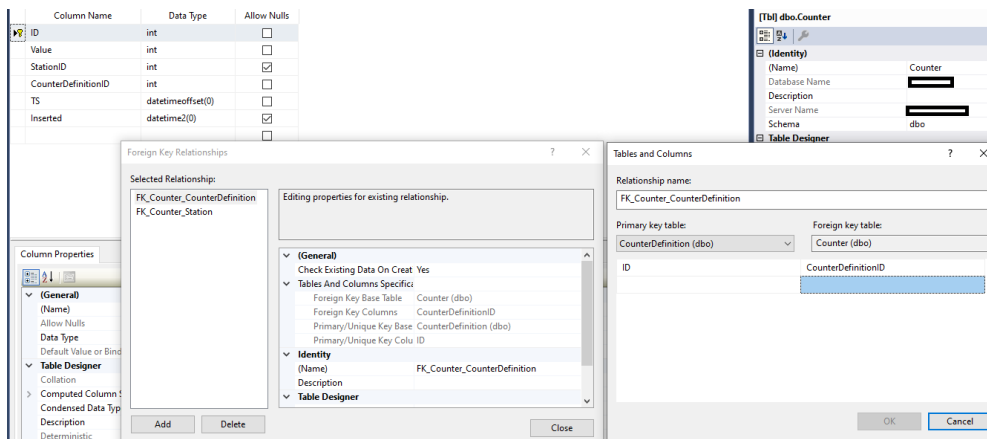 Column Name Data Type Allow Nulls
ID int
Value int
StationID int
CounterDefinitionID int
TS datetimeoffset(0)
Inserted datetime2(0)
[Tbl] dbo.Counter
(Identity)
(Name) Counter
Database Name
Description
Server Name
Schema dbo
Table Designer
Column Properties
(General)
(Name)
Allow Nulls
Data Type
Default Value or Bind
Table Designer
Collation
Computed Column S
Condensed Data Typ
Description
Deterministic
Foreign Key Relationships ? ×
Selected Relationship:
FK_Counter_CounterDefinition
FK_Counter_Station
Editing properties for existing relationship.
(General)
Check Existing Data On Creat Yes
Tables And Columns Specifica
Foreign Key Base Table Counter (dbo)
Foreign Key Columns CounterDefinitionID
Primary/Unique Key Base CounterDefinition (dbo)
Primary/Unique Key Colu ID
Identity
(Name) FK_Counter_CounterDefinition
Description
Table Designer
Add Delete Close
Tables and Columns ? ×
Relationship name:
FK_Counter_CounterDefinition
Primary key table: Foreign key table:
CounterDefinition (dbo) Counter (dbo)
ID CounterDefinitionID
OK Cancel